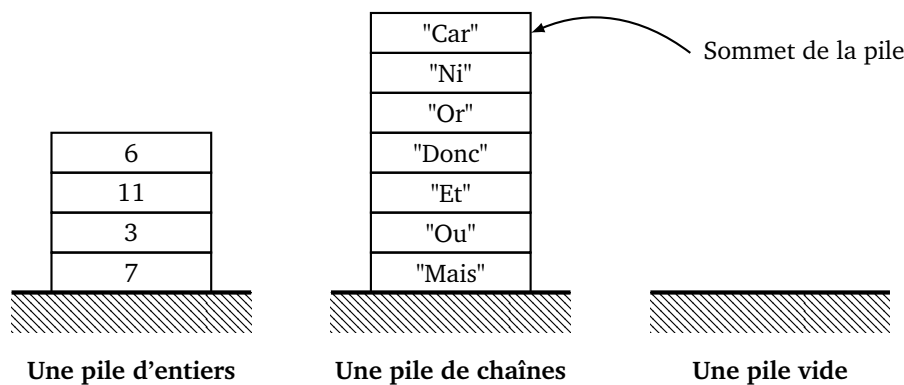 "Car"
Sommet de la pile
"Ni"
"Or"
6
"Donc"
11
"Et"
3
"Ou"
7
"Mais"
Une pile d'entiers
Une pile de chaînes
Une pile vide